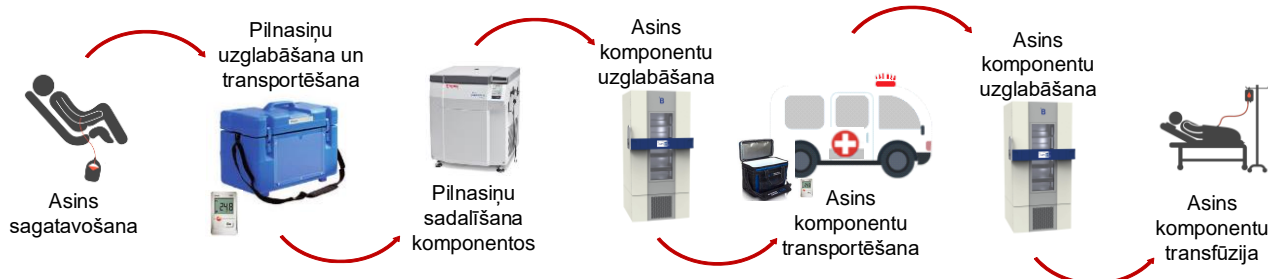 Asins
sagatavošana
Pilnasiņu
uzglabāšana un
transportēšana
Pilnasiņu
sadalīšana
komponentos
Asins
komponentu
uzglabāšana
Asins
komponentu
transportēšana
Asins
komponentu
uzglabāšana
Asins
komponentu
transfūzija